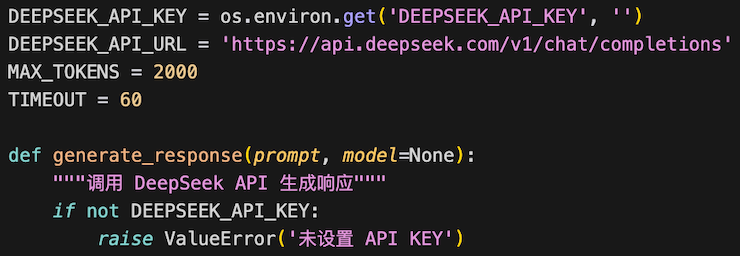 DEEPSEEK_API_KEY = os.environ.get('DEEPSEEK_API_KEY', '')
DEEPSEEK_API_URL = 'https://api.deepseek.com/v1/chat/completions'
MAX_TOKENS = 2000
TIMEOUT = 60

def generate_response(prompt, model=None):
    """调用 DeepSeek API 生成响应"""
    if not DEEPSEEK_API_KEY:
        raise ValueError('未设置 API KEY')